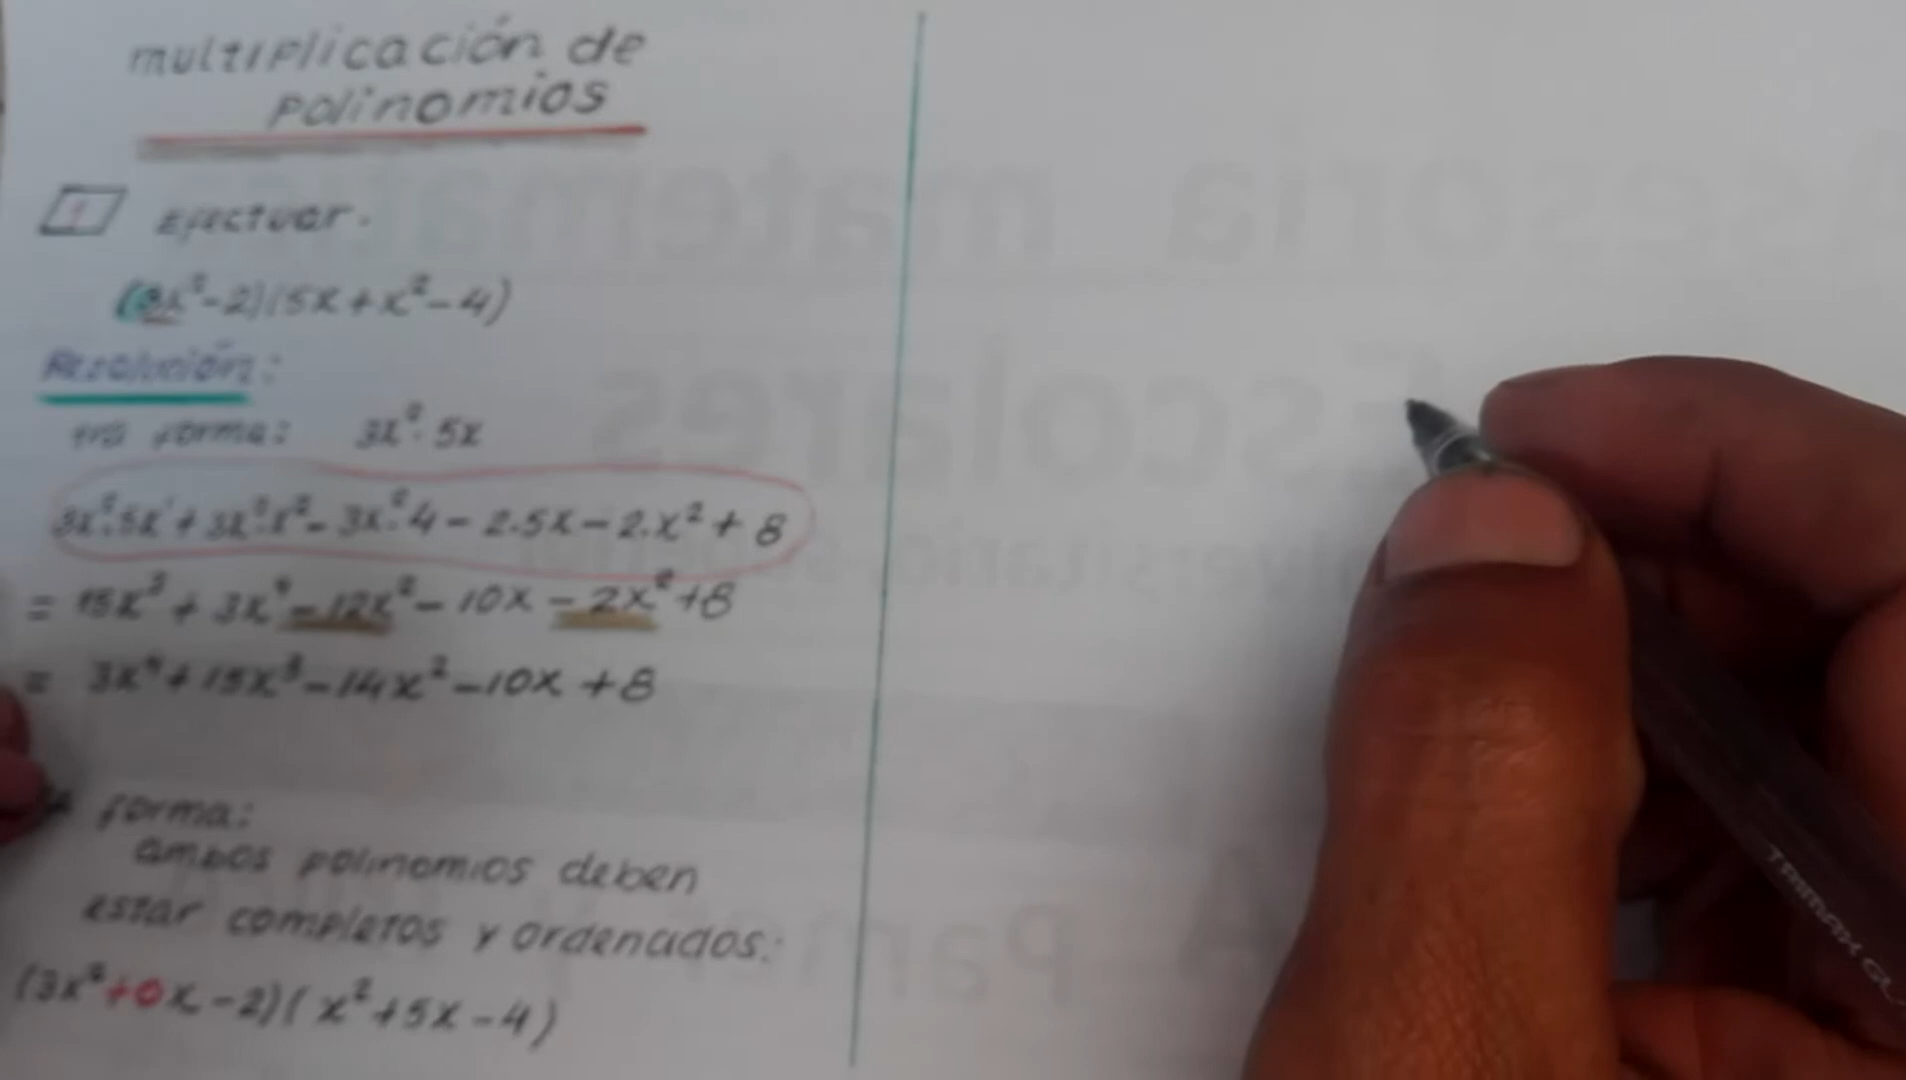 multiplicación de
Polinomios
1 Efectuar.
(3x²-2)(5x+x²-4)
Resolución:
1ra forma: 3x²·5x
3x²·5x¹+3x²·x²-3x²·4-2.5x-2.x²+8
= 15x³+3x⁴-12x²-10x-2x²+8
= 3x⁴+15x³-14x²-10x+8
forma:
ambos polinomios deben
estar completos y ordenados:
(3x²+0x-2)(x²+5x-4)